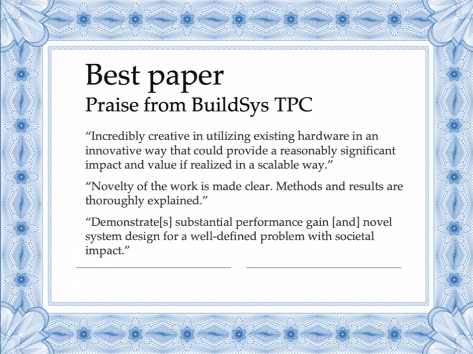 Best paper
Praise from BuildSys TPC
“Incredibly creative in utilizing existing hardware in an
innovative way that could provide a reasonably significant
impact and value if realized in a scalable way.”
“Novelty of the work is made clear. Methods and results are
thoroughly explained.”
“Demonstrate[s] substantial performance gain [and] novel
system design for a well-defined problem with societal
impact.”